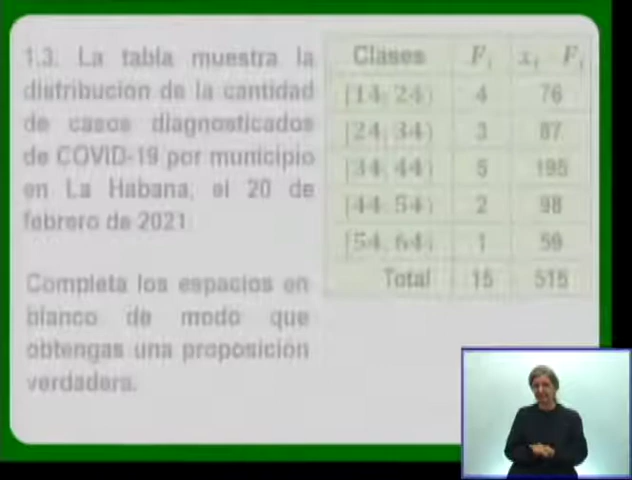 1.3. La tabla muestra la
distribución de la cantidad
de casos diagnosticados
de COVID-19 por municipio
en La Habana, el 20 de
febrero de 2021
Completa los espacios en
blanco de modo que
obtengas una proposición
verdadera.
Clases Fᵢ xᵢ · Fᵢ
[14; 24) 4 76
[24; 34) 3 87
[34; 44) 5 195
[44; 54) 2 98
[54; 64) 1 59
Total 15 515